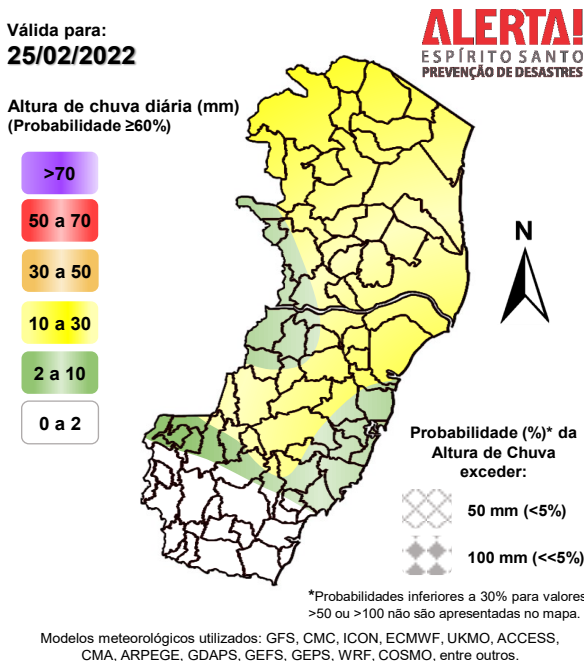 Válida para:
25/02/2022
ALERTA!
ESPÍRITO SANTO
PREVENÇÃO DE DESASTRES
Altura de chuva diária (mm)
(Probabilidade ≥60%)
>70
50 a 70
30 a 50
10 a 30
2 a 10
0 a 2
N
Probabilidade (%)* da
Altura de Chuva
exceder:
50 mm (<5%)
100 mm (<<5%)
*Probabilidades inferiores a 30% para valores
>50 ou >100 não são apresentadas no mapa.
Modelos meteorológicos utilizados: GFS, CMC, ICON, ECMWF, UKMO, ACCESS,
CMA, ARPEGE, GDAPS, GEFS, GEPS, WRF, COSMO, entre outros.